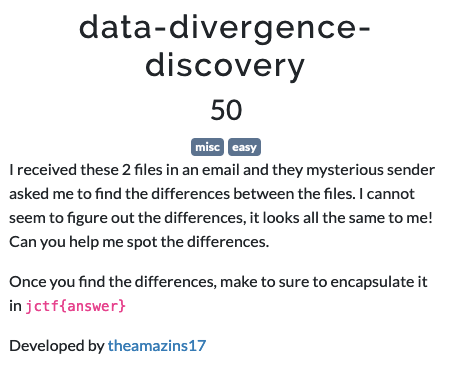 data-divergence-
discovery
50
misc easy
I received these 2 files in an email and they mysterious sender
asked me to find the differences between the files. I cannot
seem to figure out the differences, it looks all the same to me!
Can you help me spot the differences.
Once you find the differences, make to sure to encapsulate it
in jctf{answer}
Developed by theamazins17